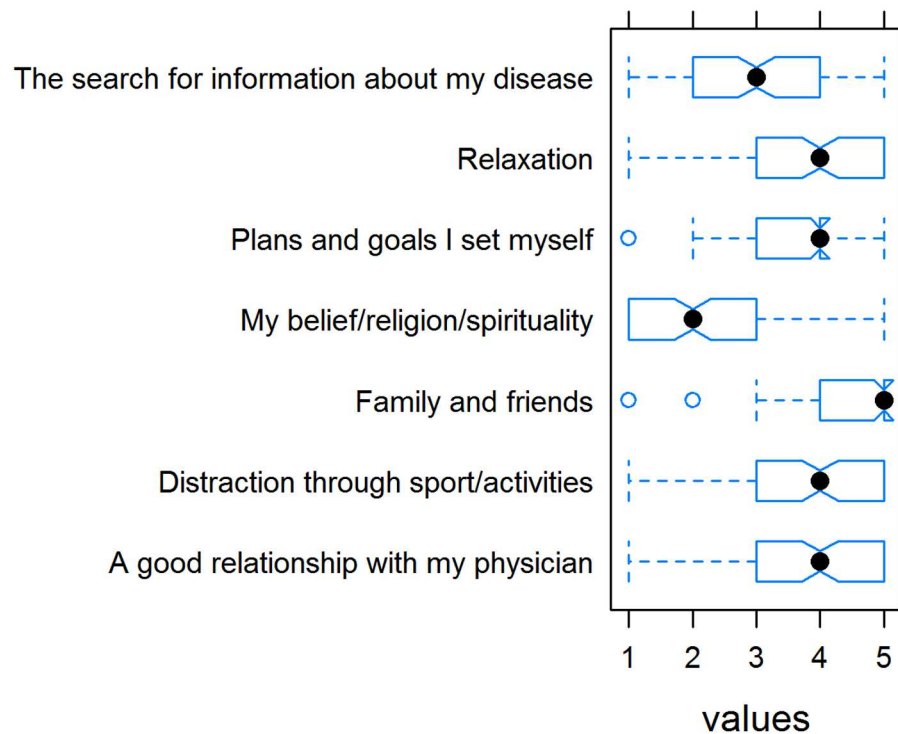 The search for information about my disease
Relaxation
Plans and goals I set myself
My belief/religion/spirituality
Family and friends
Distraction through sport/activities
A good relationship with my physician
1 2 3 4 5
values